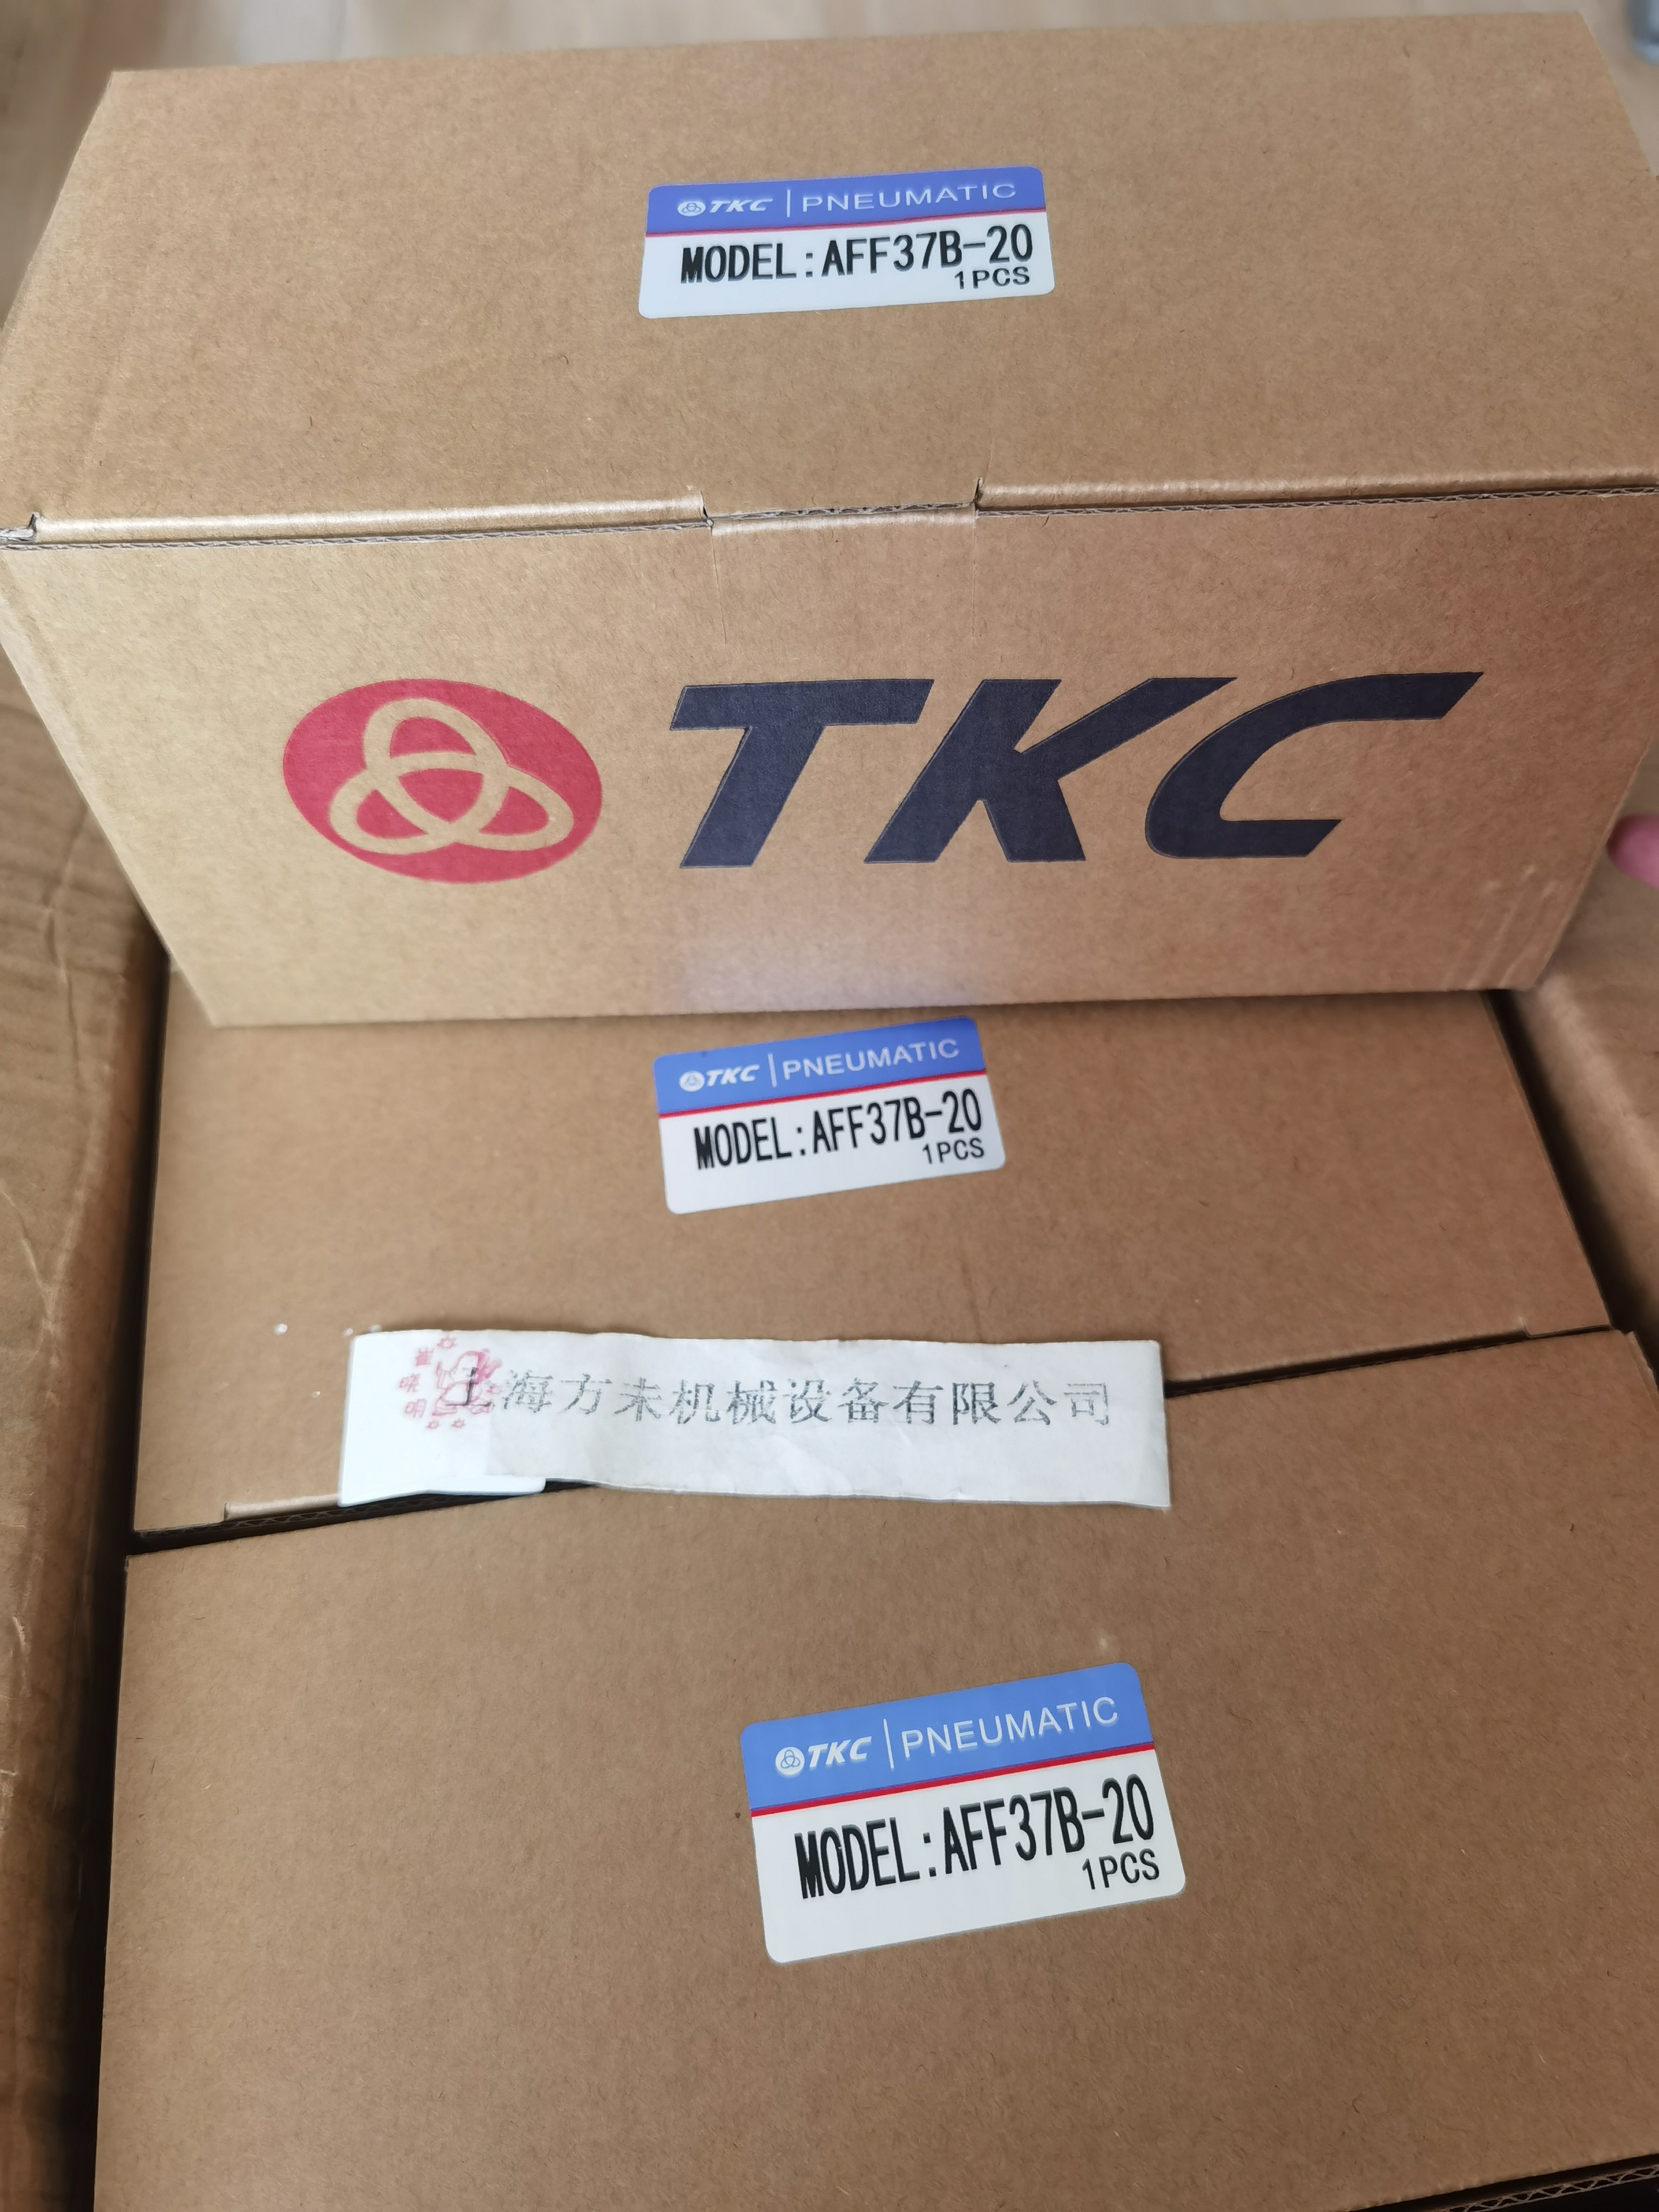 TKC | PNEUMATIC
MODEL:AFF37B-20
1PCS
TKC
TKC | PNEUMATIC
MODEL:AFF37B-20
1PCS
上海方未机械设备有限公司
TKC | PNEUMATIC
MODEL:AFF37B-20
1PCS